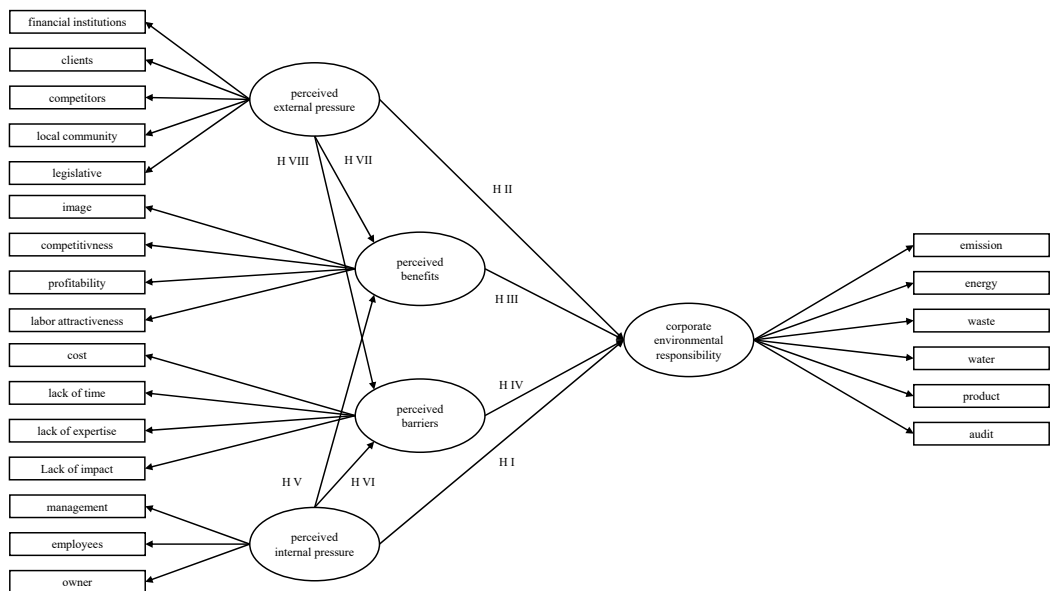 financial institutions
clients
competitors
local community
legislative
image
competitivness
profitability
labor attractiveness
cost
lack of time
lack of expertise
Lack of impact
management
employees
owner
perceived
external pressure
H VIII
H VII
perceived
benefits
perceived
barriers
H V
H VI
perceived
internal pressure
H II
H III
H IV
H I
corporate
environmental
responsibility
emission
energy
waste
water
product
audit